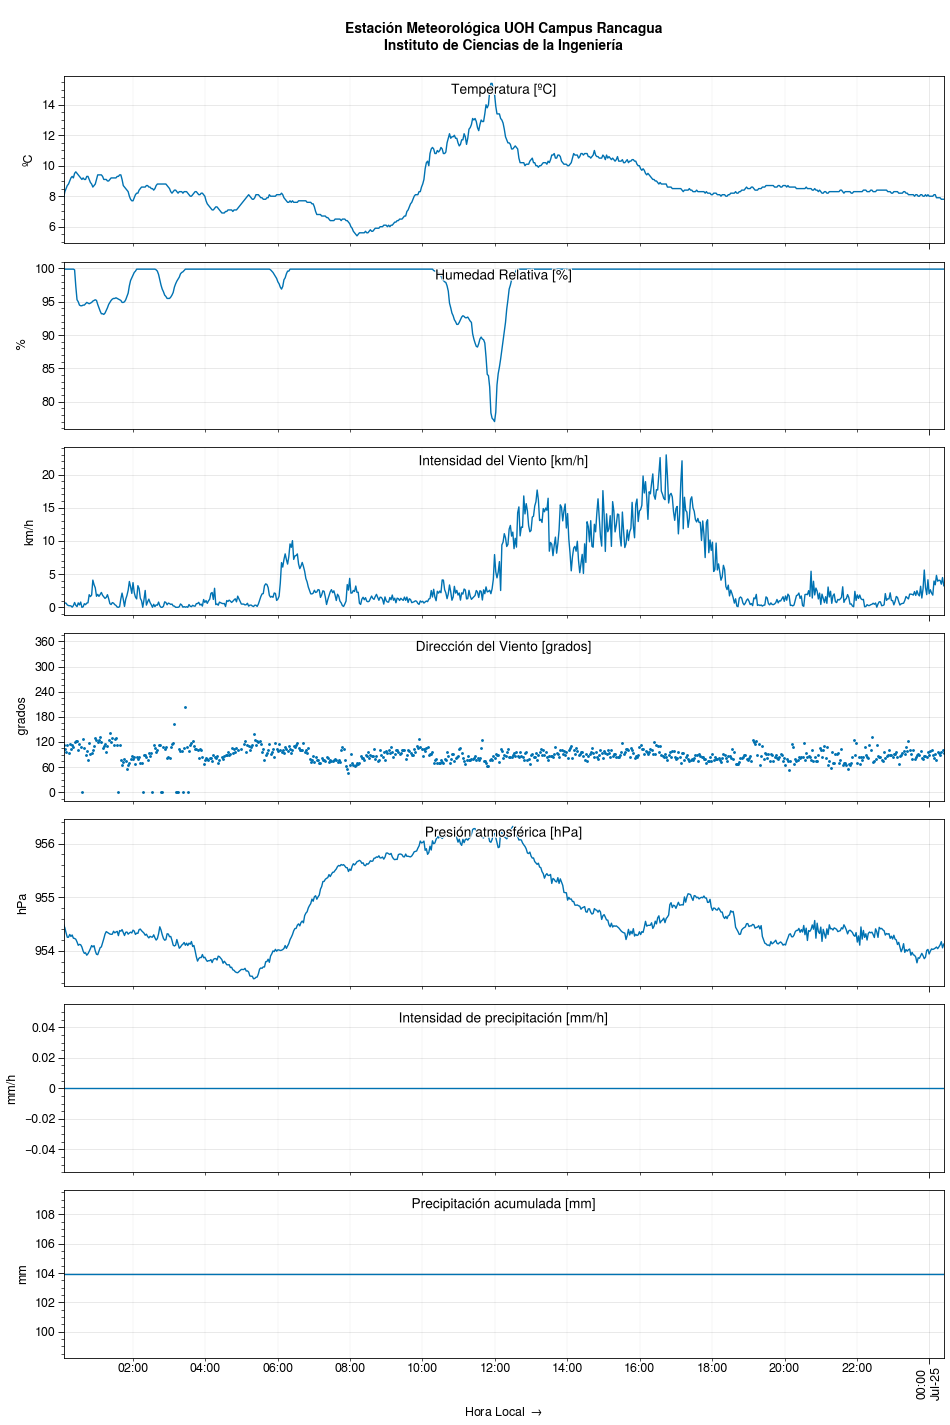 Estación Meteorológica UOH Campus Rancagua
Instituto de Ciencias de la Ingeniería
Temperatura [ºC]
ºC
14
12
10
8
6
Humedad Relativa [%]
%
100
95
90
85
80
Intensidad del Viento [km/h]
km/h
20
15
10
5
0
Dirección del Viento [grados]
grados
360
300
240
180
120
60
0
Presión atmosférica [hPa]
hPa
956
955
954
Intensidad de precipitación [mm/h]
mm/h
0.04
0.02
0
−0.02
−0.04
Precipitación acumulada [mm]
mm
108
106
104
102
100
02:00 04:00 06:00 08:00 10:00 12:00 14:00 16:00 18:00 20:00 22:00 00:00
Jul-25
Hora Local →